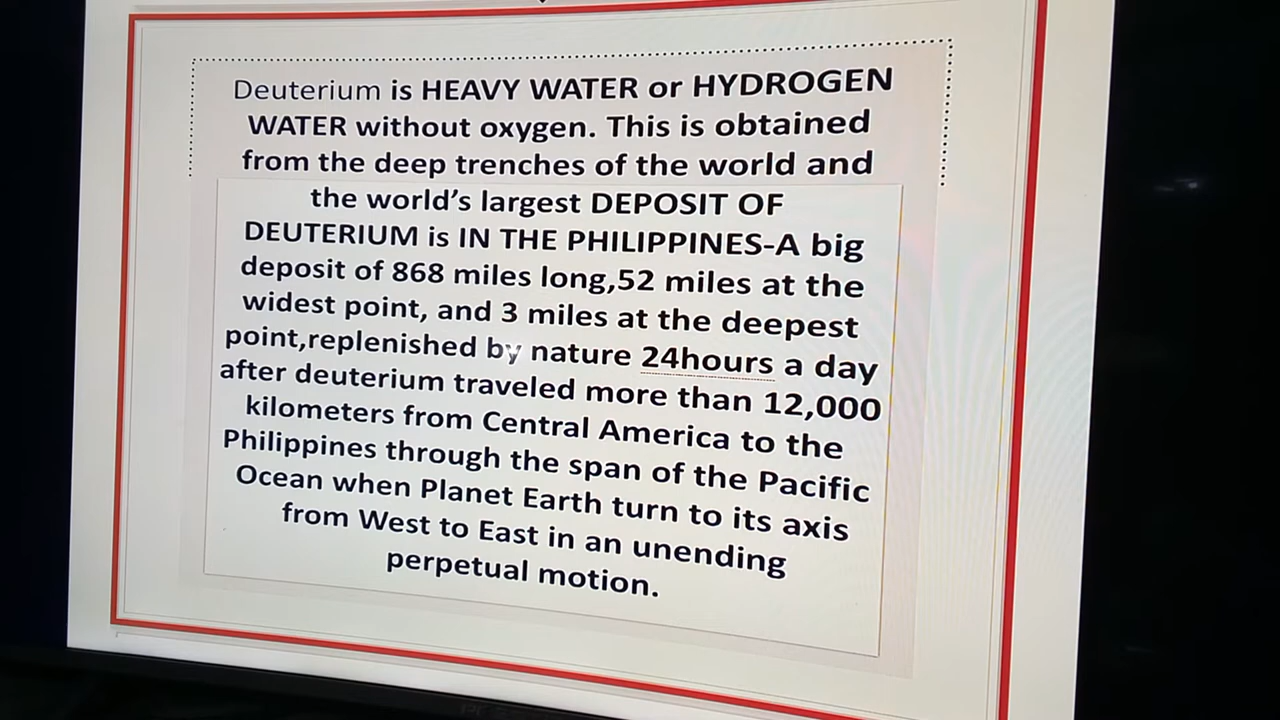 Deuterium is HEAVY WATER or HYDROGEN
WATER without oxygen. This is obtained
from the deep trenches of the world and
the world's largest DEPOSIT OF
DEUTERIUM is IN THE PHILIPPINES-A big
deposit of 868 miles long,52 miles at the
widest point, and 3 miles at the deepest
point,replenished by nature 24hours a day
after deuterium traveled more than 12,000
kilometers from Central America to the
Philippines through the span of the Pacific
Ocean when Planet Earth turn to its axis
from West to East in an unending
perpetual motion.